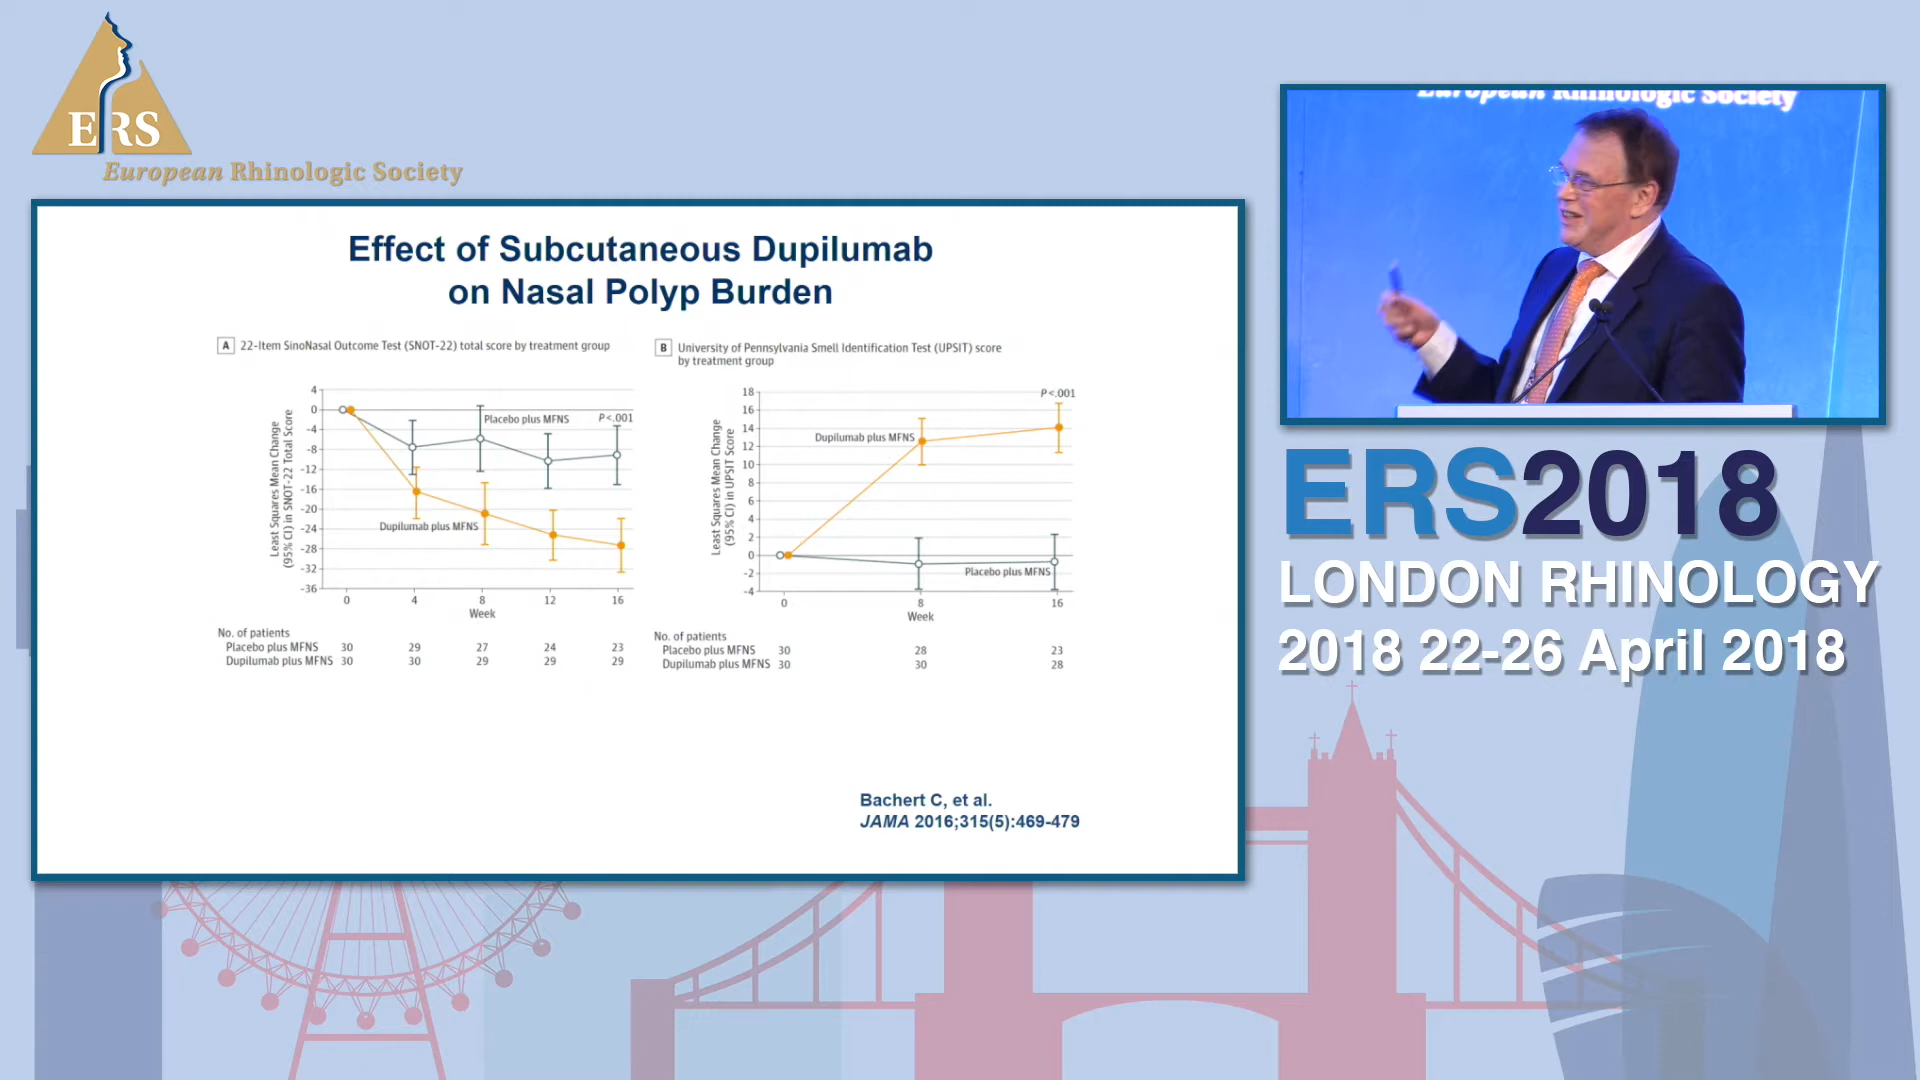 ERS
European Rhinologic Society
European Rhinologic Society
Effect of Subcutaneous Dupilumab
on Nasal Polyp Burden
A 22-Item SinoNasal Outcome Test (SNOT-22) total score by treatment group
Least Squares Mean Change
(95% CI) in SNOT-22 Total Score
4
0
-4
-8
-12
-16
-20
-24
-28
-32
-36
Placebo plus MFNS
P<.001
Dupilumab plus MFNS
0 4 8 12 16
Week
No. of patients
Placebo plus MFNS 30 29 27 24 23
Dupilumab plus MFNS 30 30 29 29 29
B University of Pennsylvania Smell Identification Test (UPSIT) score
by treatment group
Least Squares Mean Change
(95% CI) in UPSIT Score
18
16
14
12
10
8
6
4
2
0
-2
-4
P<.001
Dupilumab plus MFNS
Placebo plus MFNS
0 8 16
Week
No. of patients
Placebo plus MFNS 30 28 23
Dupilumab plus MFNS 30 30 28
Bachert C, et al.
JAMA 2016;315(5):469-479
ERS2018
LONDON RHINOLOGY
2018 22-26 April 2018